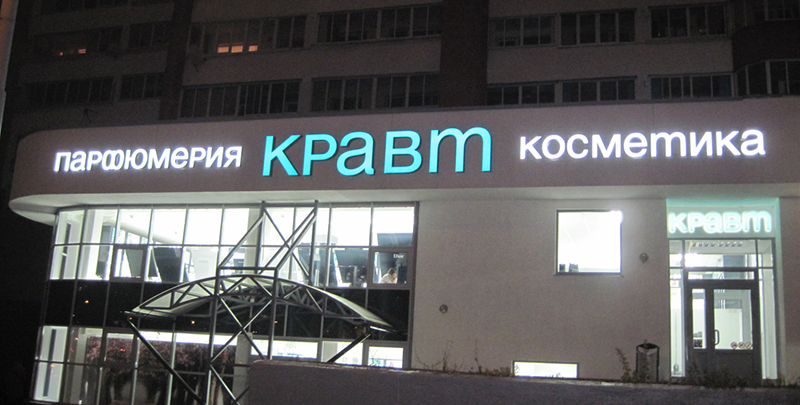 парфюмерия кравт косметика
кравт